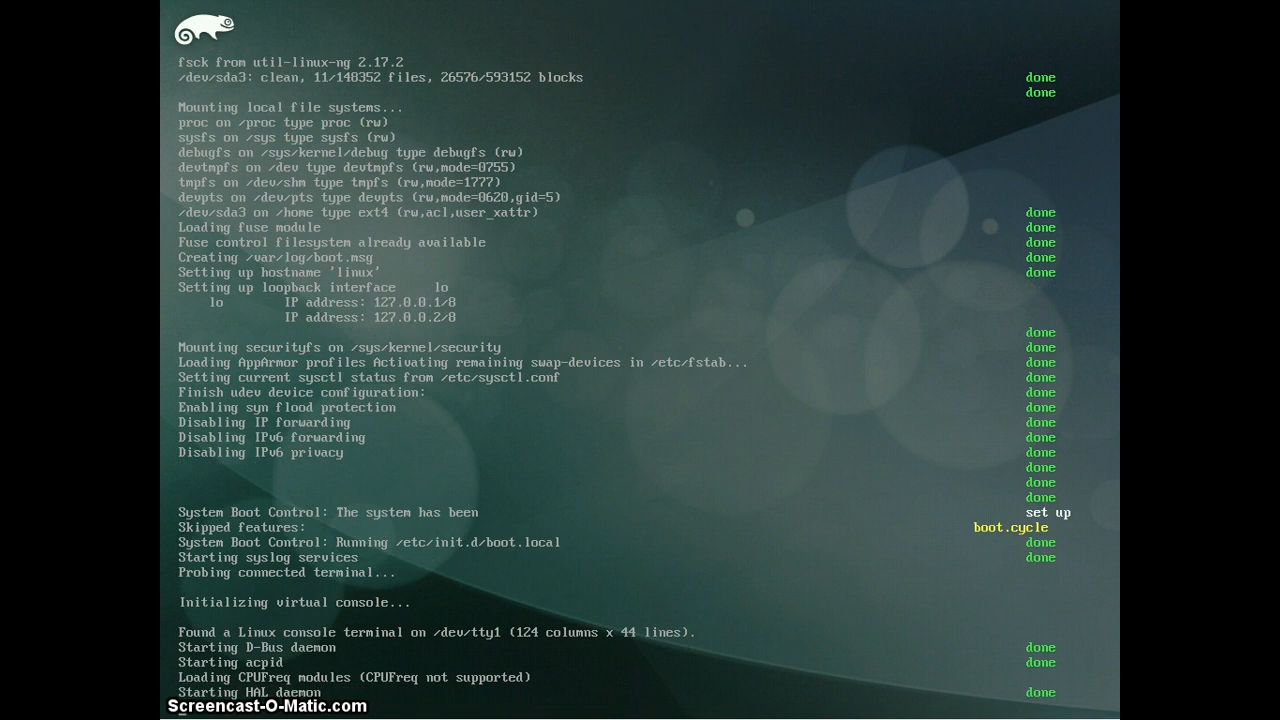 fsck from util-linux-ng 2.17.2
/dev/sda3: clean, 11/148352 files, 26576/593152 blocks done
done
Mounting local file systems...
proc on /proc type proc (rw)
sysfs on /sys type sysfs (rw)
debugfs on /sys/kernel/debug type debugfs (rw)
devtmpfs on /dev type devtmpfs (rw,mode=0755)
tmpfs on /dev/shm type tmpfs (rw,mode=1777)
devpts on /dev/pts type devpts (rw,mode=0620,gid=5)
/dev/sda3 on /home type ext4 (rw,acl,user_xattr) done
Loading fuse module done
Fuse control filesystem already available done
Creating /var/log/boot.msg done
Setting up hostname 'linux' done
Setting up loopback interface lo
lo IP address: 127.0.0.1/8
IP address: 127.0.0.2/8
done
Mounting securityfs on /sys/kernel/security done
Loading AppArmor profiles Activating remaining swap-devices in /etc/fstab... done
Setting current sysctl status from /etc/sysctl.conf done
Finish udev device configuration: done
Enabling syn flood protection done
Disabling IP forwarding done
Disabling IPv6 forwarding done
Disabling IPv6 privacy done
done
done
done
System Boot Control: The system has been set up
Skipped features: boot.cycle
System Boot Control: Running /etc/init.d/boot.local done
Starting syslog services done
Probing connected terminal...
Initializing virtual console...
Found a Linux console terminal on /dev/tty1 (124 columns x 44 lines).
Starting D-Bus daemon done
Starting acpid done
Loading CPUFreq modules (CPUFreq not supported)
Starting HAL daemon done
Screencast-O-Matic.com